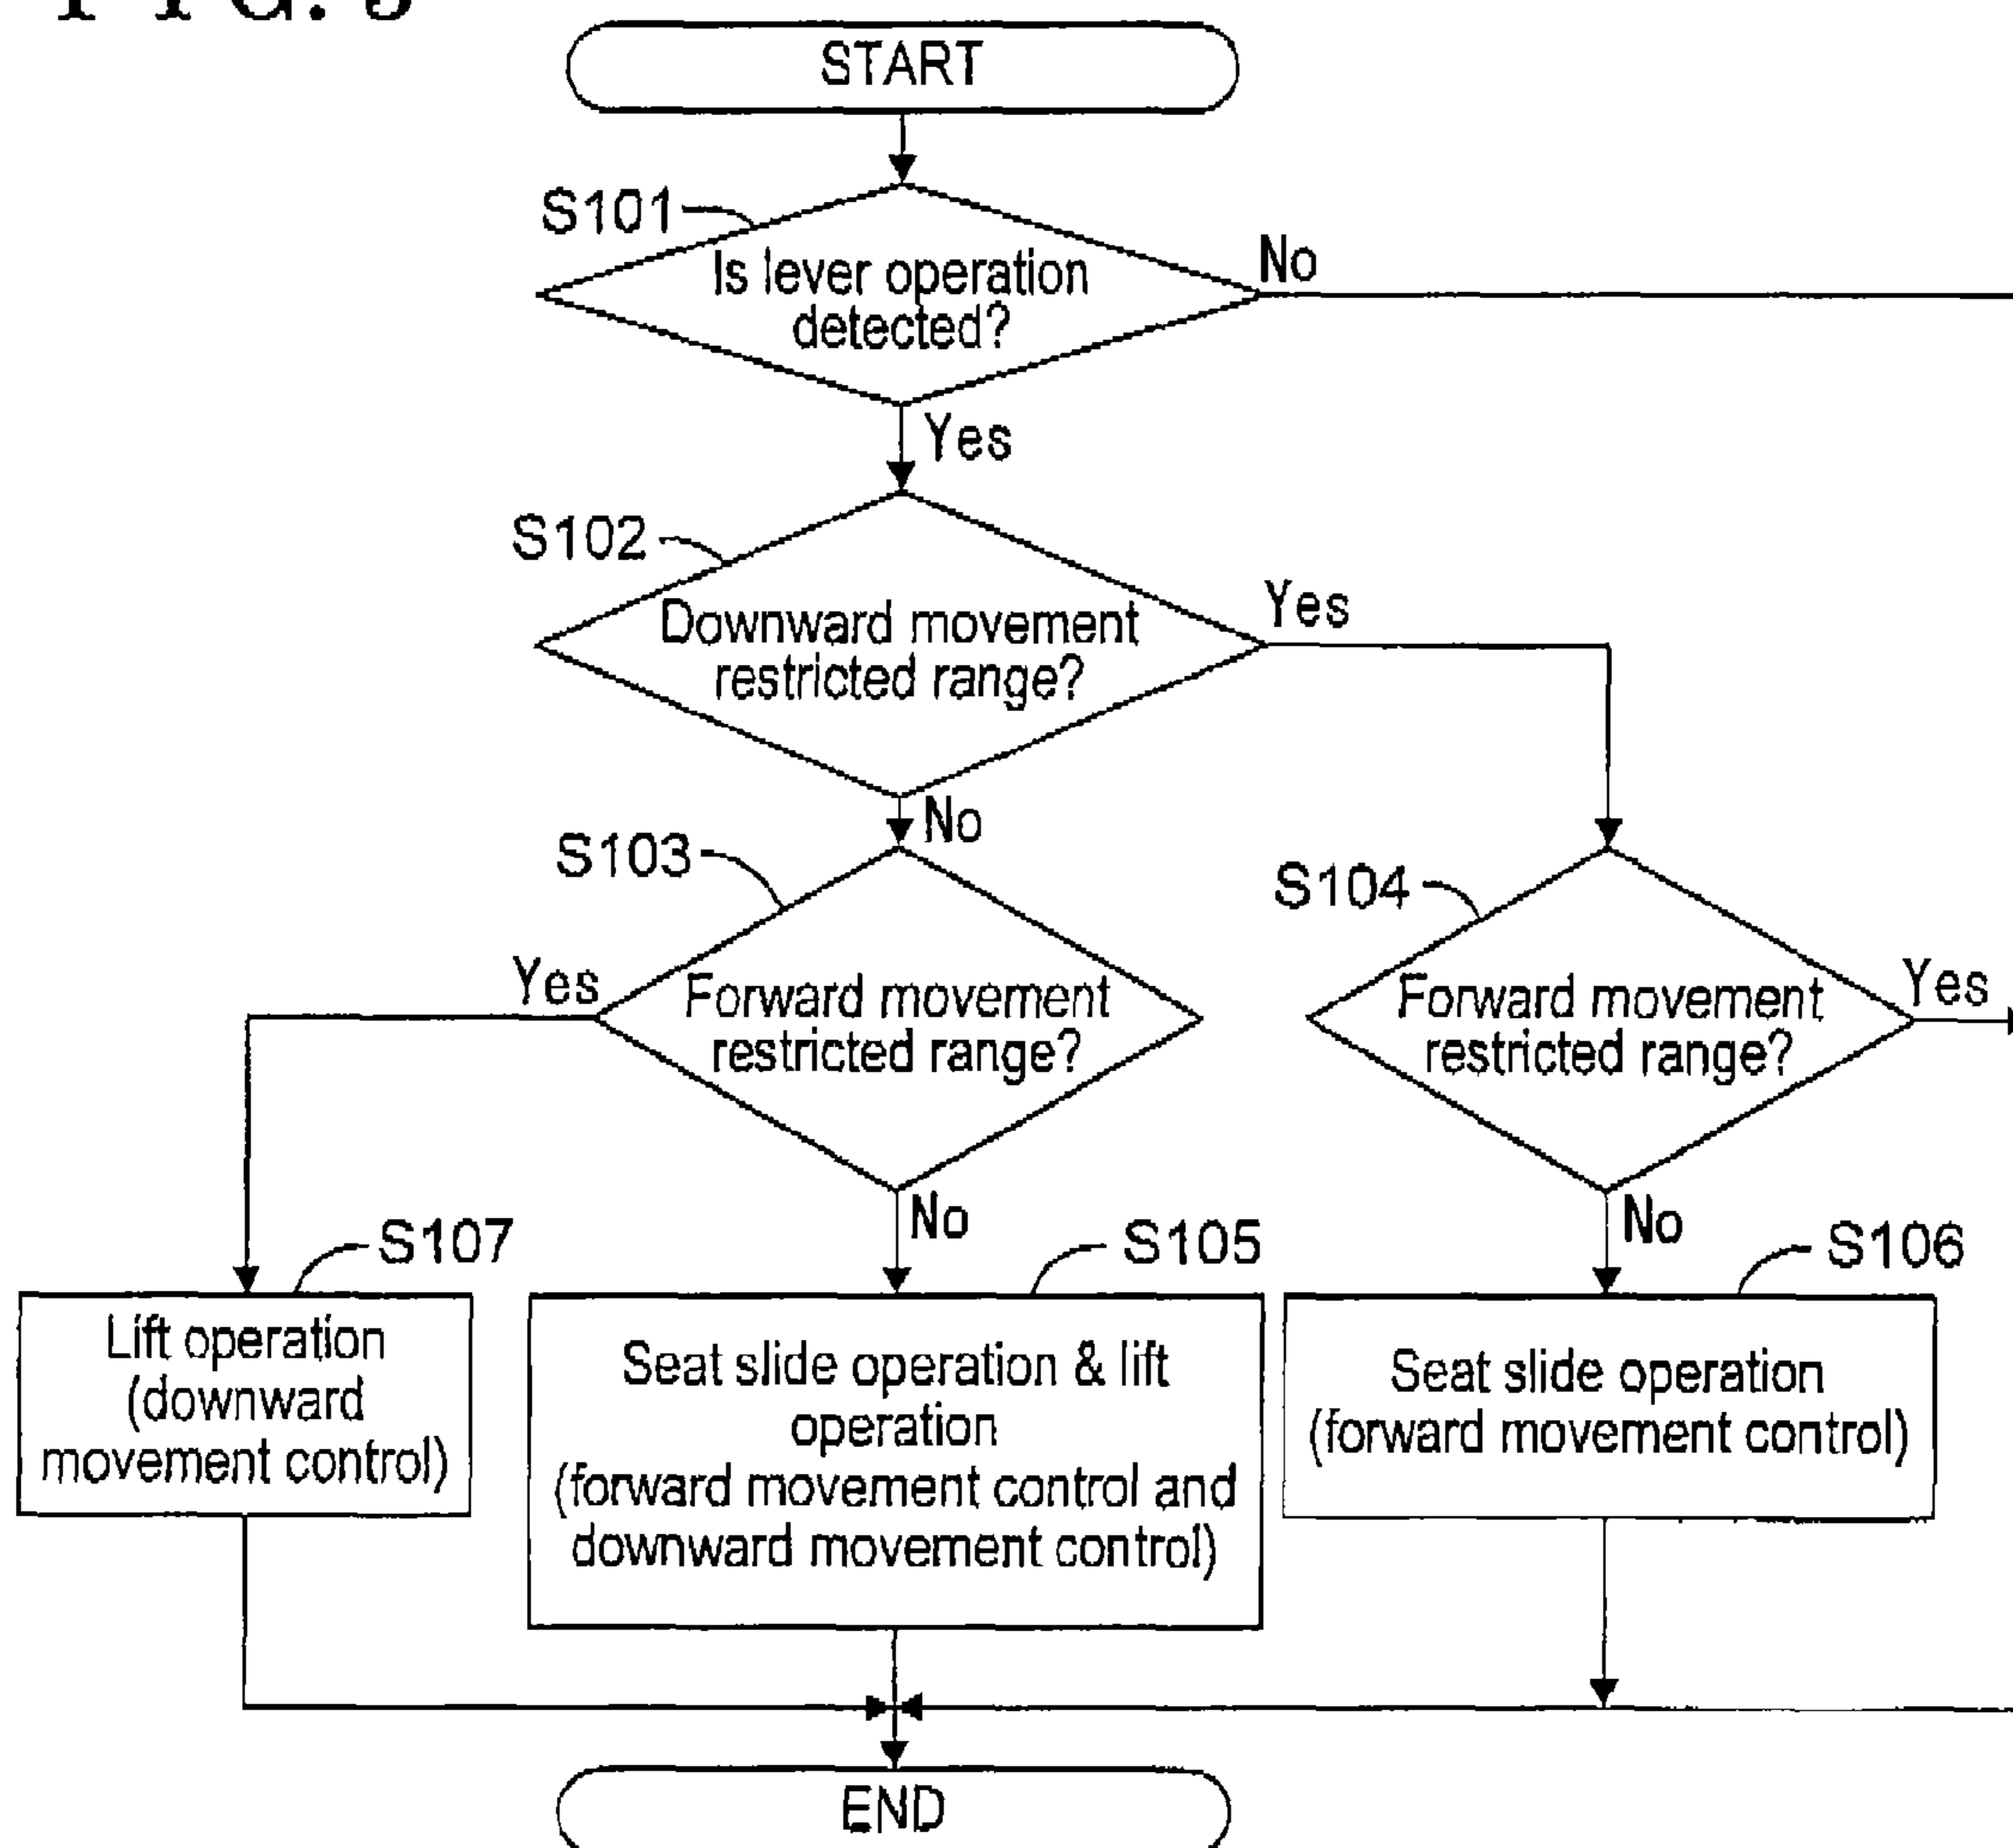 START
S101
Is lever operation
detected?
No
Yes
S102
Downward movement
restricted range?
Yes
No
S103
S104
Yes
Forward movement
restricted range?
Forward movement
restricted range?
Yes
No
No
S107
S105
S106
Lift operation
(downward
movement control)
Seat slide operation & lift
operation
(forward movement control and
downward movement control)
Seat slide operation
(forward movement control)
END